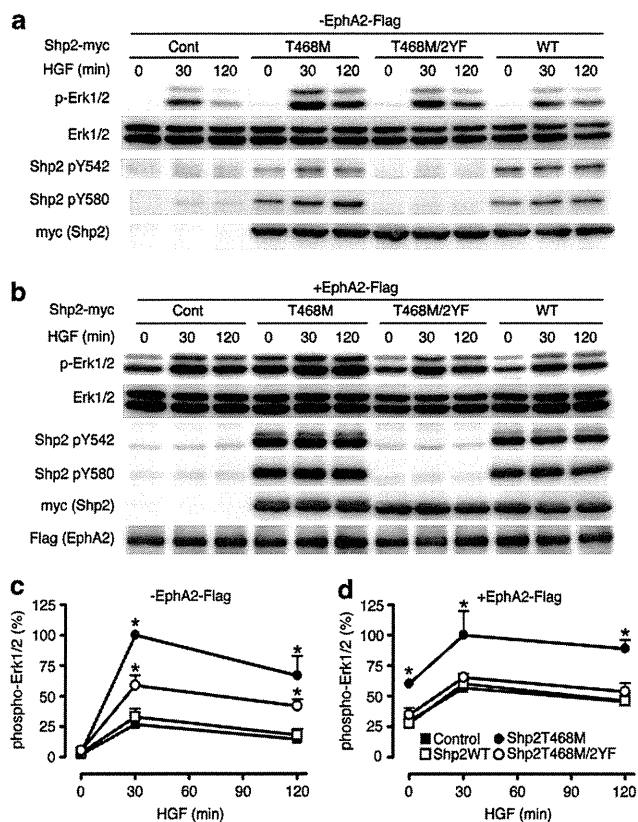 a
-EphA2-Flag
Shp2-myc Cont T468M T468M/2YF WT
HGF (min) 0 30 120 0 30 120 0 30 120 0 30 120
p-Erk1/2
Erk1/2
Shp2 pY542
Shp2 pY580
myc (Shp2)
b
+EphA2-Flag
Shp2-myc Cont T468M T468M/2YF WT
HGF (min) 0 30 120 0 30 120 0 30 120 0 30 120
p-Erk1/2
Erk1/2
Shp2 pY542
Shp2 pY580
myc (Shp2)
Flag (EphA2)
c
-EphA2-Flag
phospho-Erk1/2 (%)
125
100
75
50
25
0
* * * *
0 30 120
HGF (min)
d
+EphA2-Flag
phospho-Erk1/2 (%)
125
100
75
50
25
0
* * *
Control Shp2T468M
Shp2WT Shp2T468M/2YF
0 30 120
HGF (min)